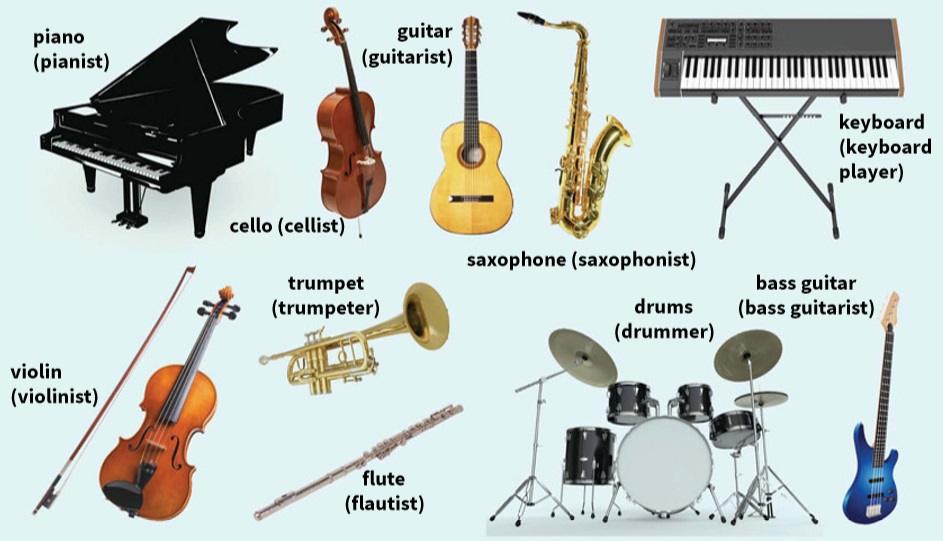 piano
(pianist)
cello (cellist)
guitar
(guitarist)
saxophone (saxophonist)
keyboard
(keyboard
player)
violin
(violinist)
trumpet
(trumpeter)
flute
(flautist)
drums
(drummer)
bass guitar
(bass guitarist)